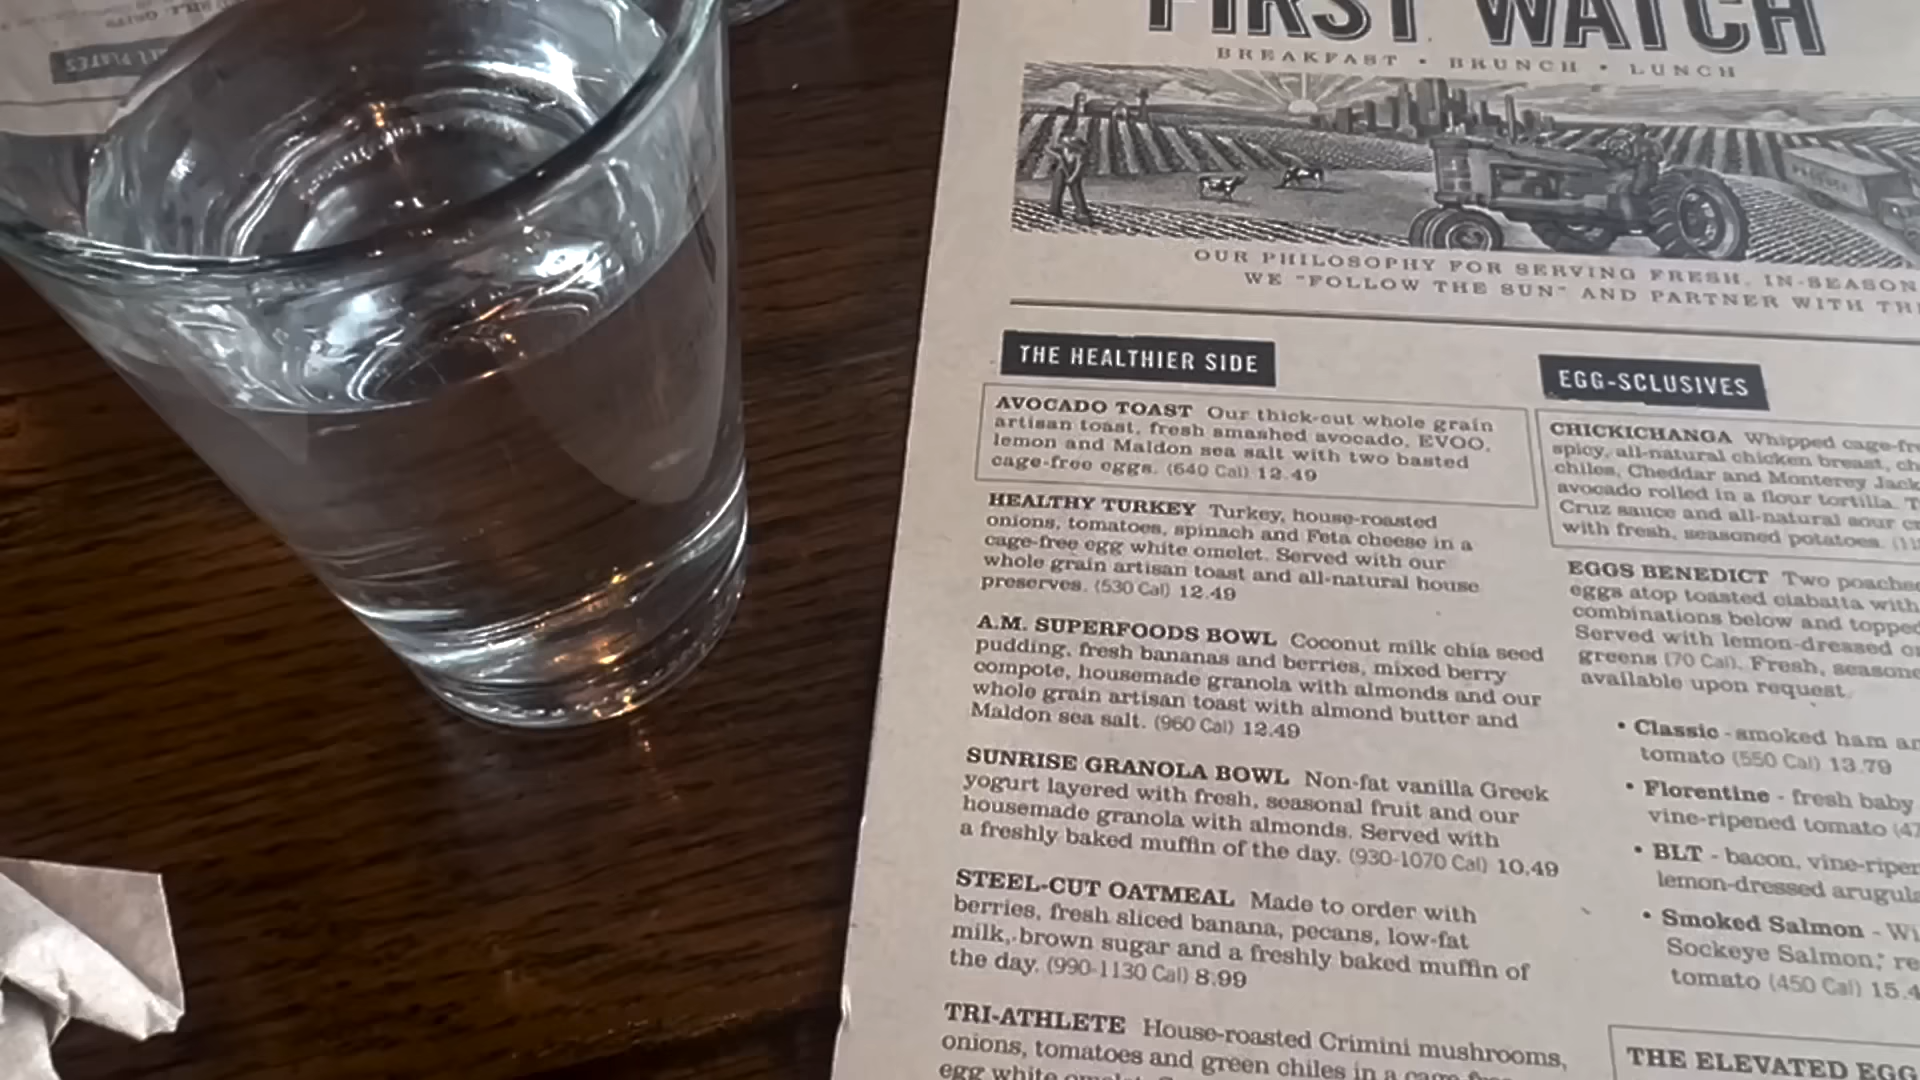 FIRST WATCH
BREAKFAST • BRUNCH • LUNCH
OUR PHILOSOPHY FOR SERVING FRESH, IN-SEASON
WE "FOLLOW THE SUN" AND PARTNER WITH
THE HEALTHIER SIDE
AVOCADO TOAST Our thick-cut whole grain
artisan toast, fresh smashed avocado, EVOO,
lemon and Maldon sea salt with two basted
cage-free eggs. (640 Cal) 12.49
HEALTHY TURKEY Turkey, house-roasted
onions, tomatoes, spinach and Feta cheese in a
cage-free egg white omelet. Served with our
whole grain artisan toast and all-natural house
preserves. (530 Cal) 12.49
A.M. SUPERFOODS BOWL Coconut milk chia seed
pudding, fresh bananas and berries, mixed berry
compote, housemade granola with almonds and our
whole grain artisan toast with almond butter and
Maldon sea salt. (960 Cal) 12.49
SUNRISE GRANOLA BOWL Non-fat vanilla Greek
yogurt layered with fresh, seasonal fruit and our
housemade granola with almonds. Served with
a freshly baked muffin of the day. (930-1070 Cal) 10.49
STEEL-CUT OATMEAL Made to order with
berries, fresh sliced banana, pecans, low-fat
milk, brown sugar and a freshly baked muffin of
the day. (990-1130 Cal) 8.99
TRI-ATHLETE House-roasted Crimini mushrooms,
onions, tomatoes and green chiles in a
egg white
EGG-SCLUSIVES
CHICKICHANGA Whipped
spicy, all-natural chicken breast,
chiles, Cheddar and Monterey Jack
avocado rolled in a flour tortilla.
Cruz sauce and all-natural sour
with fresh, seasoned potatoes.
EGGS BENEDICT Two poached
eggs atop toasted ciabatta with
combinations below and topped
Served with lemon-dressed
greens (70 Cal). Fresh,
available upon request.
• Classic - smoked ham
tomato (550 Cal) 13.79
• Florentine - fresh baby
vine-ripened tomato
• BLT - bacon,
lemon-dressed arugula
• Smoked Salmon -
Sockeye Salmon,*
tomato (450 Cal)
THE ELEVATED EGG